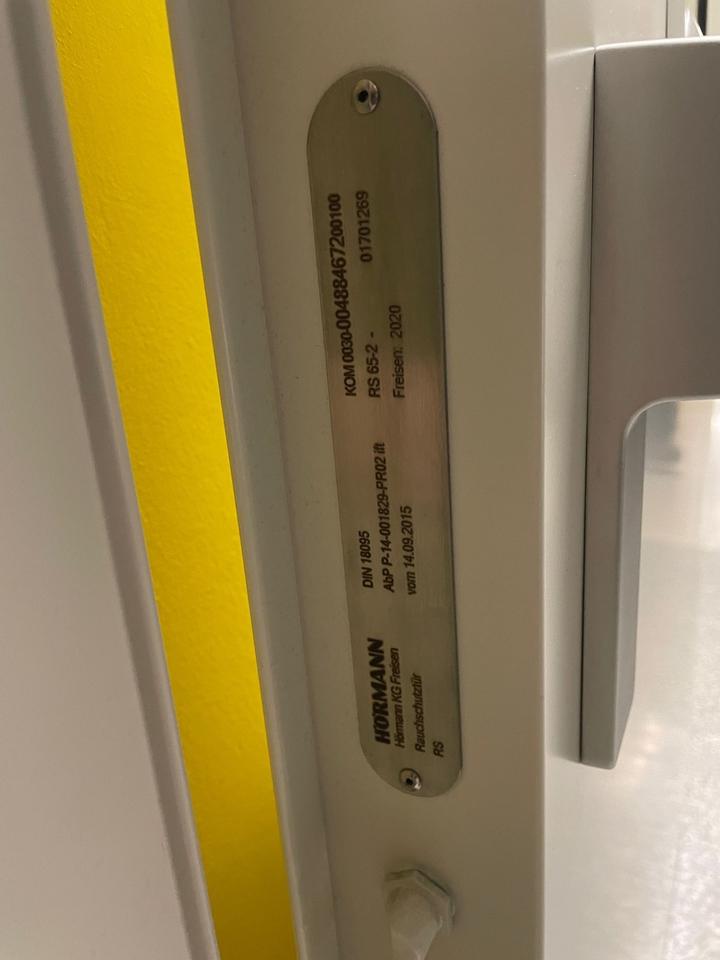 HÖRMANN
Hörmann KG Freisen
Rauchschutztür
RS
DIN 18095
AbP P-14-001829-PR02 ift
vom 14.09.2015
KOM 0030-00488467200100
RS 65-2 - 01701269
Freisen: 2020